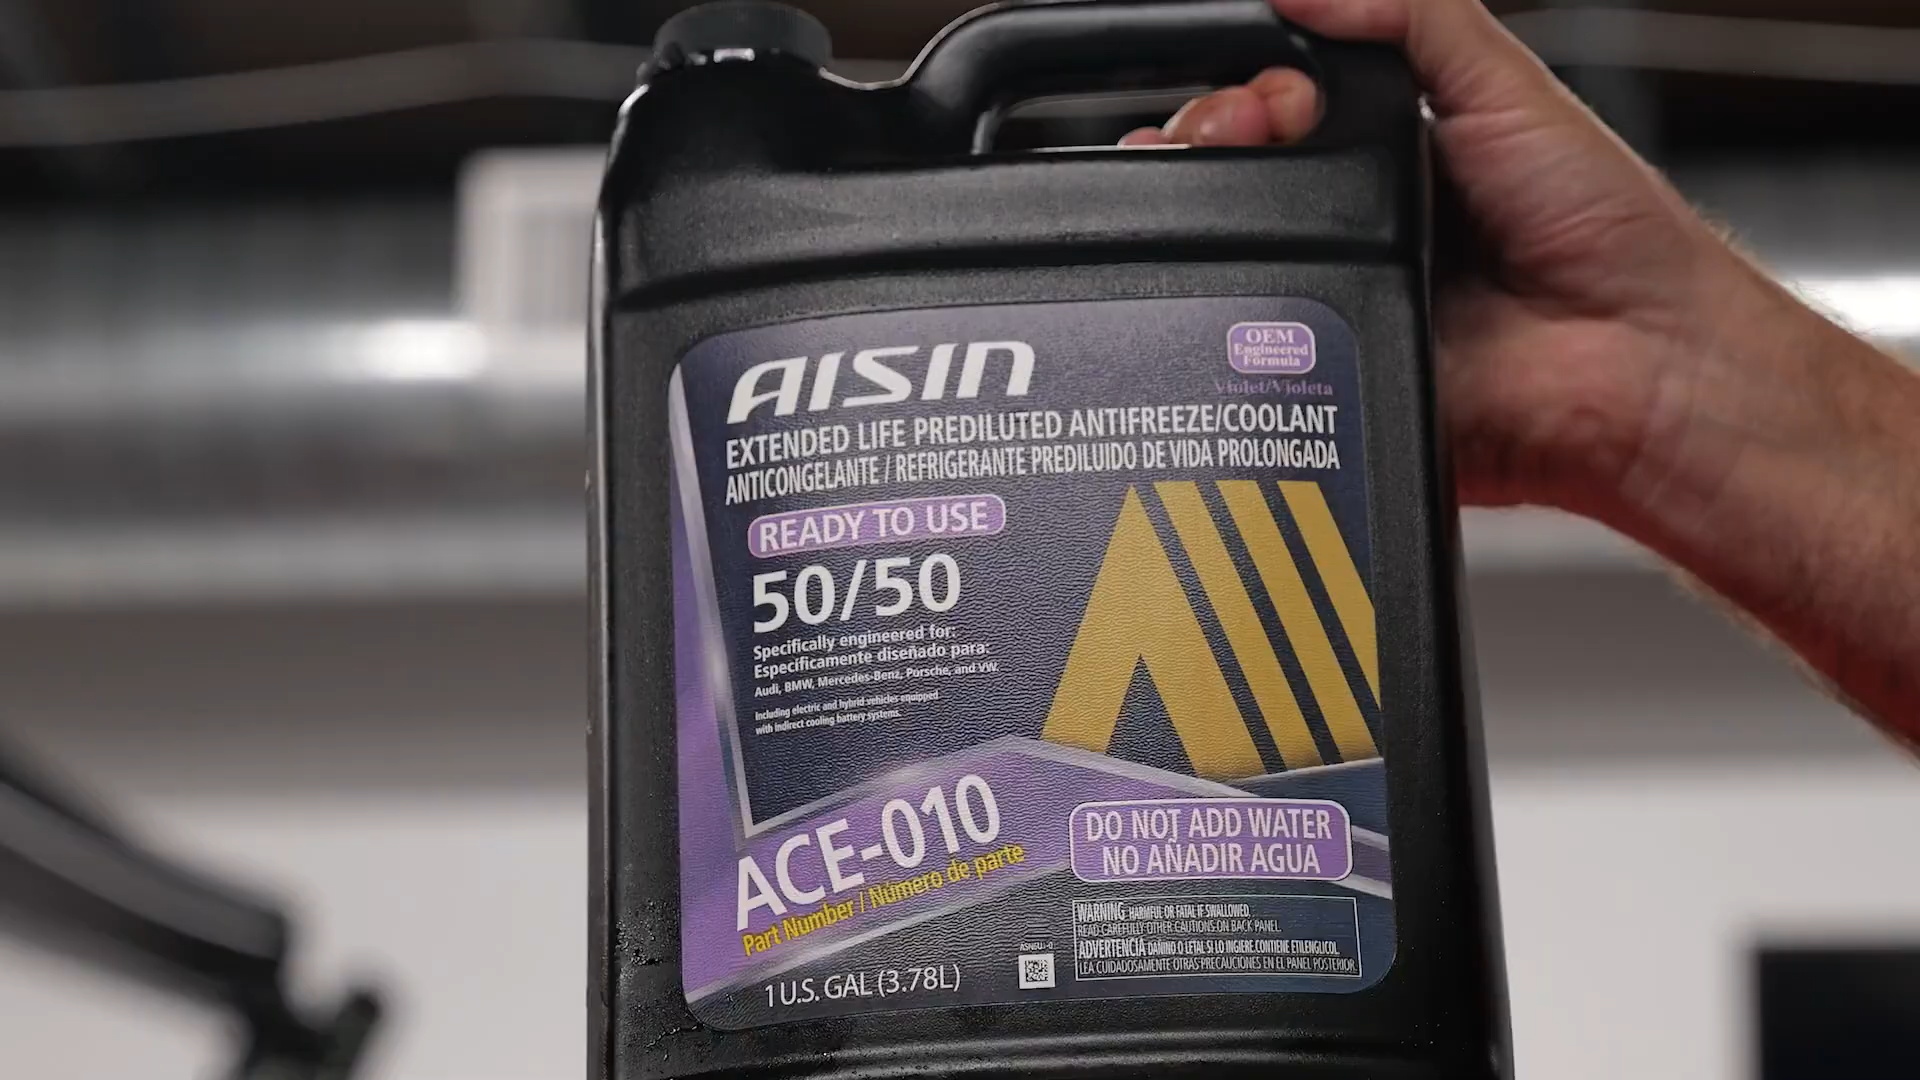 AISIN
OEM
Engineered
Formula
Violet/Violeta
EXTENDED LIFE PREDILUTED ANTIFREEZE/COOLANT
ANTICONGELANTE / REFRIGERANTE PREDILUIDO DE VIDA PROLONGADA
READY TO USE
50/50
Specifically engineered for:
Específicamente diseñado para:
Audi, BMW, Mercedes-Benz, Porsche, and VW.
Including electric and hybrid vehicles equipped
with indirect cooling battery systems.
ACE-010
Part Number / Número de parte
DO NOT ADD WATER
NO AÑADIR AGUA
WARNING HARMFUL OR FATAL IF SWALLOWED.
READ CAREFULLY OTHER CAUTIONS ON BACK PANEL.
ADVERTENCIA DAÑINO O LETAL SI LO INGIERE. CONTIENE ETILENGLICOL.
LEA CUIDADOSAMENTE OTRAS PRECAUCIONES EN EL PANEL POSTERIOR.
1 U.S. GAL (3.78L)